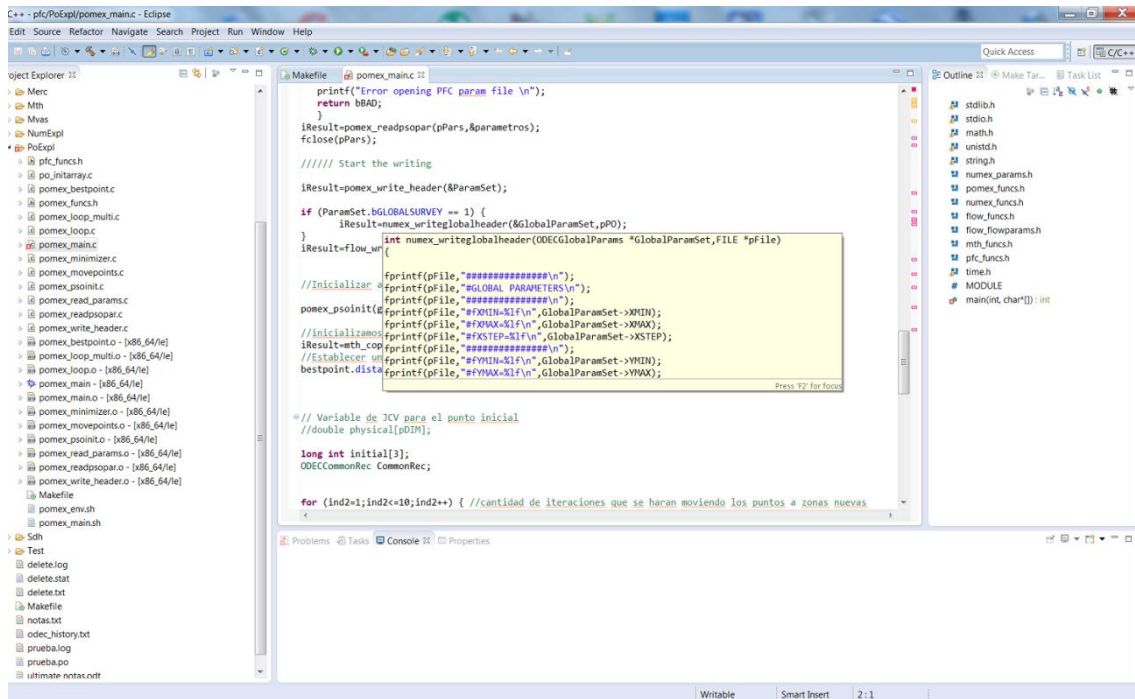 C++ - pfc/PoExpl/pomex_main.c - Eclipse
Edit Source Refactor Navigate Search Project Run Window Help
Quick Access
C/C++
roject Explorer
Merc
Mth
Mvas
NumExpl
PoExpl
pfc_funcs.h
po_initarray.c
pomex_bestpoint.c
pomex_funcs.h
pomex_loop_multi.c
pomex_loop.c
pomex_main.c
pomex_minimizer.c
pomex_movepoints.c
pomex_psoinit.c
pomex_read_params.c
pomex_readpsopar.c
pomex_write_header.c
pomex_bestpoint.o - [x86_64/le]
pomex_loop_multi.o - [x86_64/le]
pomex_loop.o - [x86_64/le]
pomex_main - [x86_64/le]
pomex_main.o - [x86_64/le]
pomex_minimizer.o - [x86_64/le]
pomex_movepoints.o - [x86_64/le]
pomex_psoinit.o - [x86_64/le]
pomex_read_params.o - [x86_64/le]
pomex_readpsopar.o - [x86_64/le]
pomex_write_header.o - [x86_64/le]
Makefile
pomex_env.sh
pomex_main.sh
Sdh
Test
delete.log
delete.stat
delete.txt
Makefile
notas.txt
odec_history.txt
prueba.log
prueba.po
ultimate notas.odt
Makefile pomex_main.c
printf("Error opening PFC param file \n");
return bBAD;
}
iResult=pomex_readpsopar(pPars,&parametros);
fclose(pPars);
////// Start the writing
iResult=pomex_write_header(&ParamSet);
if (ParamSet.bGLOBALSURVEY == 1) {
iResult=numex_writeglobalheader(&GlobalParamSet,pPO);
}
iResult=flow_wr
//Inicializar a
pomex_psoinit(g
//inicializamos
iResult=mth_cop
//Establecer un
bestpoint.dista
int numex_writeglobalheader(ODECGlobalParams *GlobalParamSet,FILE *pFile)
{
fprintf(pFile,"###############\n");
fprintf(pFile,"#GLOBAL PARAMETERS\n");
fprintf(pFile,"###############\n");
fprintf(pFile,"#fXMIN=%lf\n",GlobalParamSet->XMIN);
fprintf(pFile,"#fXMAX=%lf\n",GlobalParamSet->XMAX);
fprintf(pFile,"#fXSTEP=%lf\n",GlobalParamSet->XSTEP);
fprintf(pFile,"###############\n");
fprintf(pFile,"#fYMIN=%lf\n",GlobalParamSet->YMIN);
fprintf(pFile,"#fYMAX=%lf\n",GlobalParamSet->YMAX);
Press 'F2' for focus
// Variable de JCV para el punto inicial
//double physical[pDIM];
long int initial[3];
ODECCommonRec CommonRec;
for (ind2=1;ind2<=10;ind2++) { //cantidad de iteraciones que se haran moviendo los puntos a zonas nuevas
Outline Make Tar... Task List
stdlib.h
stdio.h
math.h
unistd.h
string.h
numex_params.h
pomex_funcs.h
numex_funcs.h
flow_funcs.h
flow_flowparams.h
mth_funcs.h
pfc_funcs.h
time.h
MODULE
main(int, char*[]) : int
Problems Tasks Console Properties
Writable Smart Insert 2 : 1